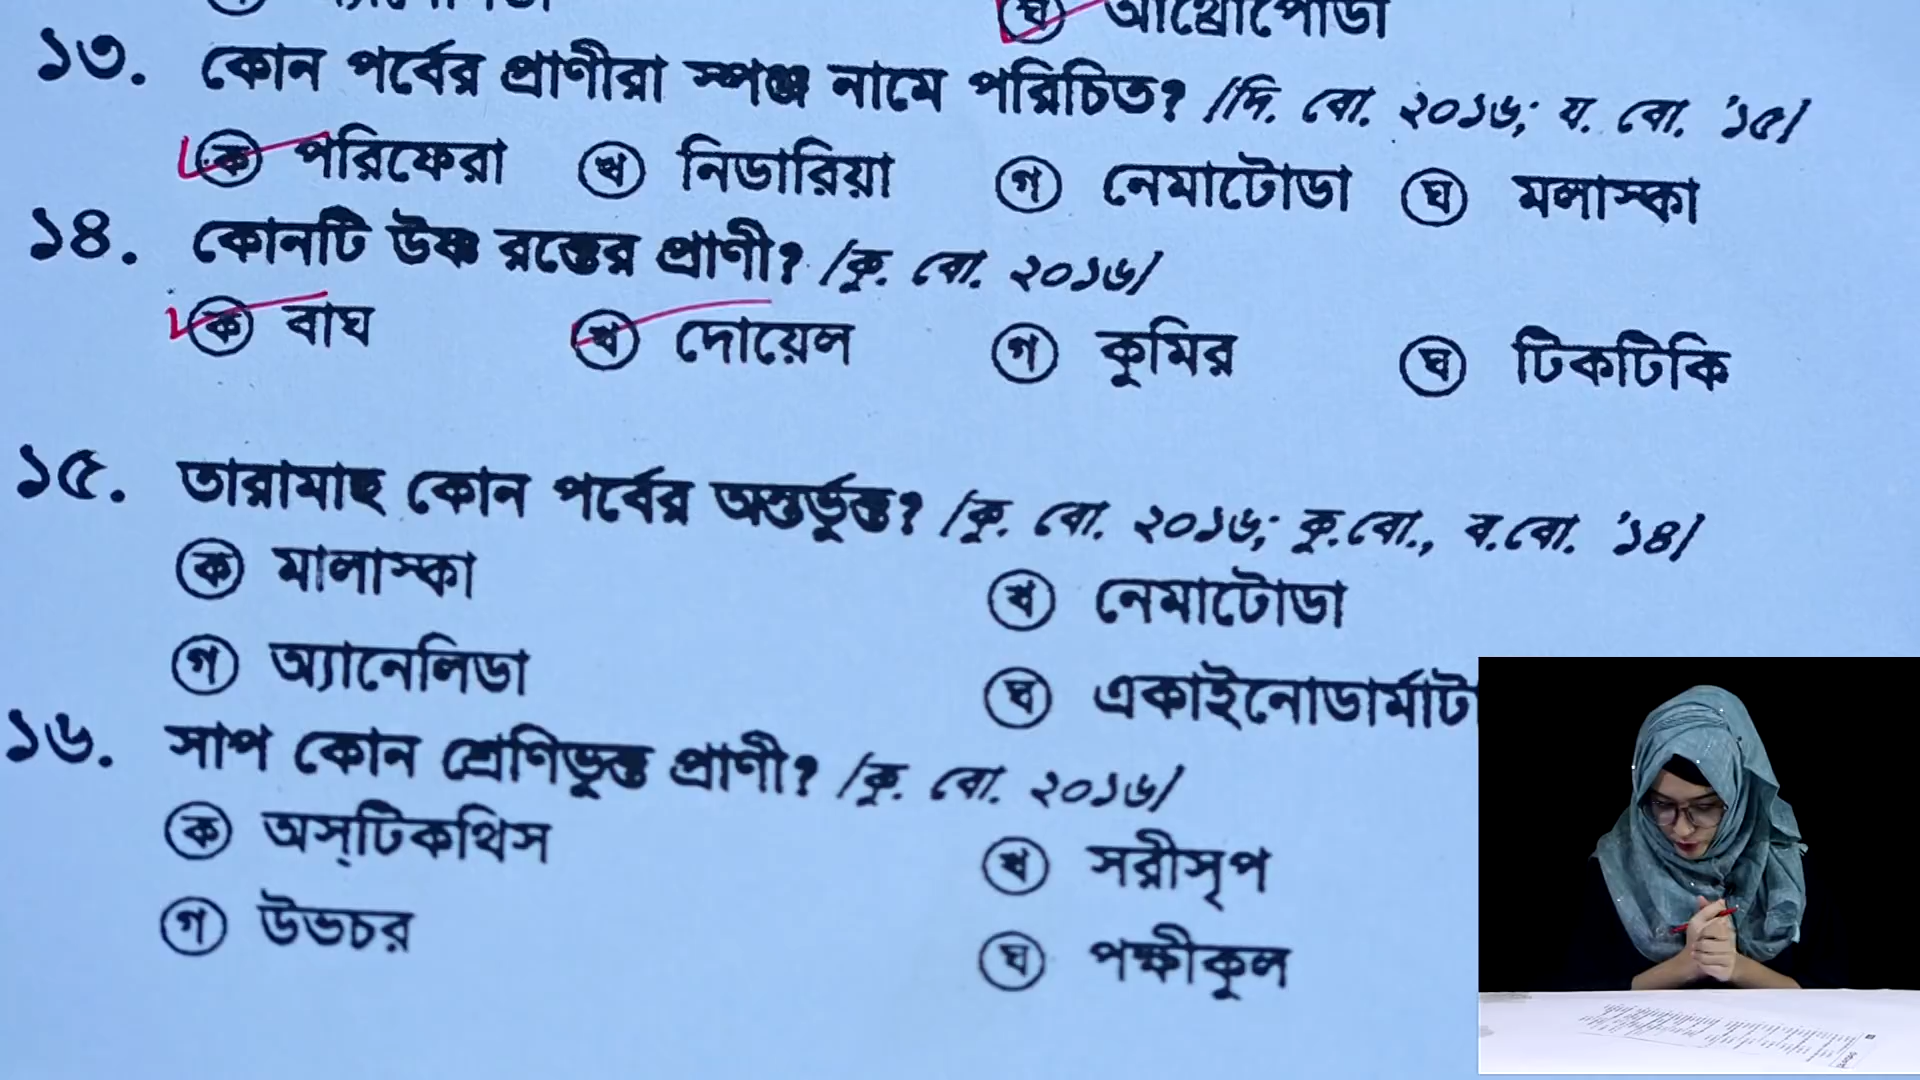 ঘ আর্থ্রোপোডা
১৩. কোন পর্বের প্রাণীরা স্পঞ্জ নামে পরিচিত? [দি. বো. ২০১৬; য. বো. '১৫]
ক পরিফেরা খ নিডারিয়া গ নেমাটোডা ঘ মলাস্কা
১৪. কোনটি উষ্ণ রক্তের প্রাণী? [কু. বো. ২০১৬]
ক বাঘ খ দোয়েল গ কুমির ঘ টিকটিকি
১৫. তারামাছ কোন পর্বের অন্তর্ভুক্ত? [কু. বো. ২০১৬; কু.বো., ব.বো. '১৪]
ক মালাস্কা খ নেমাটোডা
গ অ্যানেলিডা ঘ একাইনোডার্মাটা
১৬. সাপ কোন শ্রেণিভুক্ত প্রাণী? [কু. বো. ২০১৬]
ক অস্‌টিকথিস খ সরীসৃপ
গ উভচর ঘ পক্ষীকুল